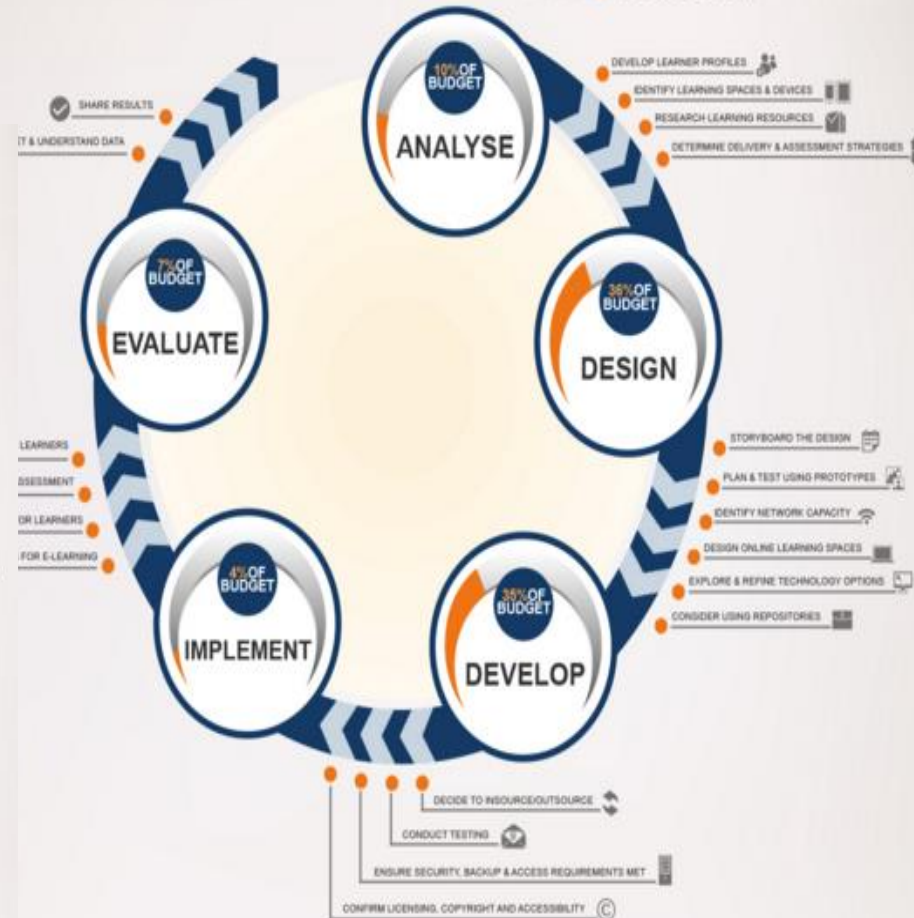 10% OF
BUDGET
ANALYSE
DEVELOP LEARNER PROFILES
IDENTIFY LEARNING SPACES & DEVICES
RESEARCH LEARNING RESOURCES
DETERMINE DELIVERY & ASSESSMENT STRATEGIES
36% OF
BUDGET
DESIGN
STORYBOARD THE DESIGN
PLAN & TEST USING PROTOTYPES
IDENTIFY NETWORK CAPACITY
DESIGN ONLINE LEARNING SPACES
EXPLORE & REFINE TECHNOLOGY OPTIONS
CONSIDER USING REPOSITORIES
35% OF
BUDGET
DEVELOP
DECIDE TO INSOURCE/OUTSOURCE
CONDUCT TESTING
ENSURE SECURITY, BACKUP & ACCESS REQUIREMENTS MET
CONFIRM LICENSING, COPYRIGHT AND ACCESSIBILITY ©
4% OF
BUDGET
IMPLEMENT
FOR E-LEARNING
LEARNERS
LEARNERS
7% OF
BUDGET
EVALUATE
& UNDERSTAND DATA
SHARE RESULTS